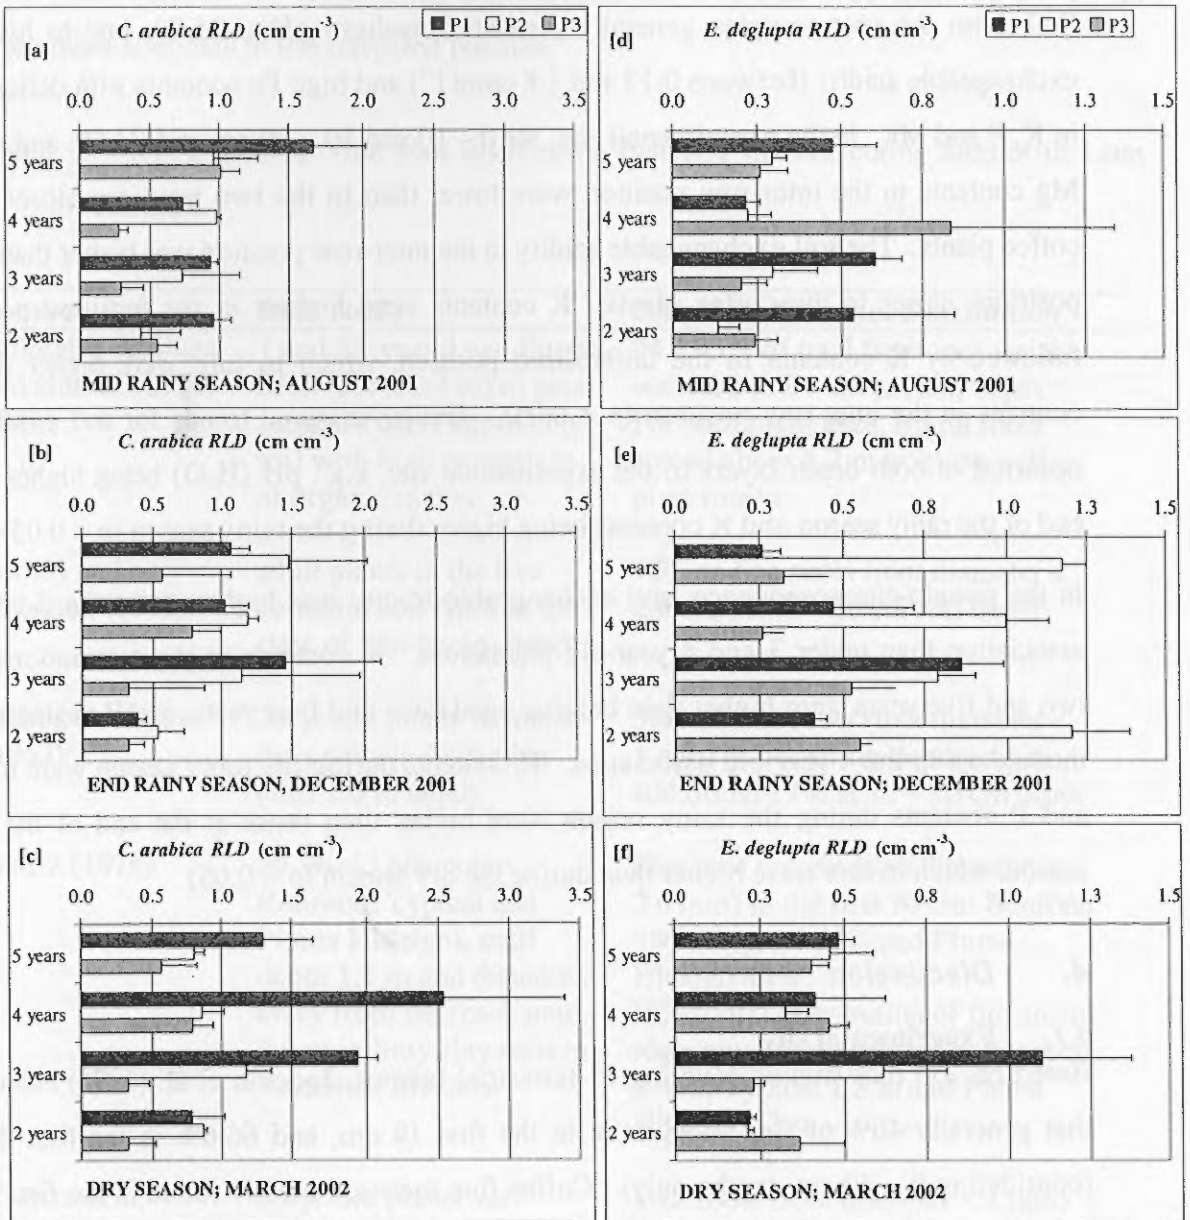 C. arabica RLD (cm cm⁻³)
P1 P2 P3
[a]
0.0 0.5 1.0 1.5 2.0 2.5 3.0 3.5
5 years
4 years
3 years
2 years
MID RAINY SEASON; AUGUST 2001
E. deglupta RLD (cm cm⁻³)
P1 P2 P3
[d]
0.0 0.3 0.5 0.8 1.0 1.3 1.5
5 years
4 years
3 years
2 years
MID RAINY SEASON; AUGUST 2001
[b]
C. arabica RLD (cm cm⁻³)
0.0 0.5 1.0 1.5 2.0 2.5 3.0 3.5
5 years
4 years
3 years
2 years
END RAINY SEASON, DECEMBER 2001
[e]
E. deglupta RLD (cm cm⁻³)
0.0 0.3 0.5 0.8 1.0 1.3 1.5
5 years
4 years
3 years
2 years
END RAINY SEASON; DECEMBER 2001
[c]
C. arabica RLD (cm cm⁻³)
0.0 0.5 1.0 1.5 2.0 2.5 3.0 3.5
5 years
4 years
3 years
2 years
DRY SEASON; MARCH 2002
[f]
E. deglupta RLD (cm cm⁻³)
0.0 0.3 0.5 0.8 1.0 1.3 1.5
5 years
4 years
3 years
2 years
DRY SEASON; MARCH 2002